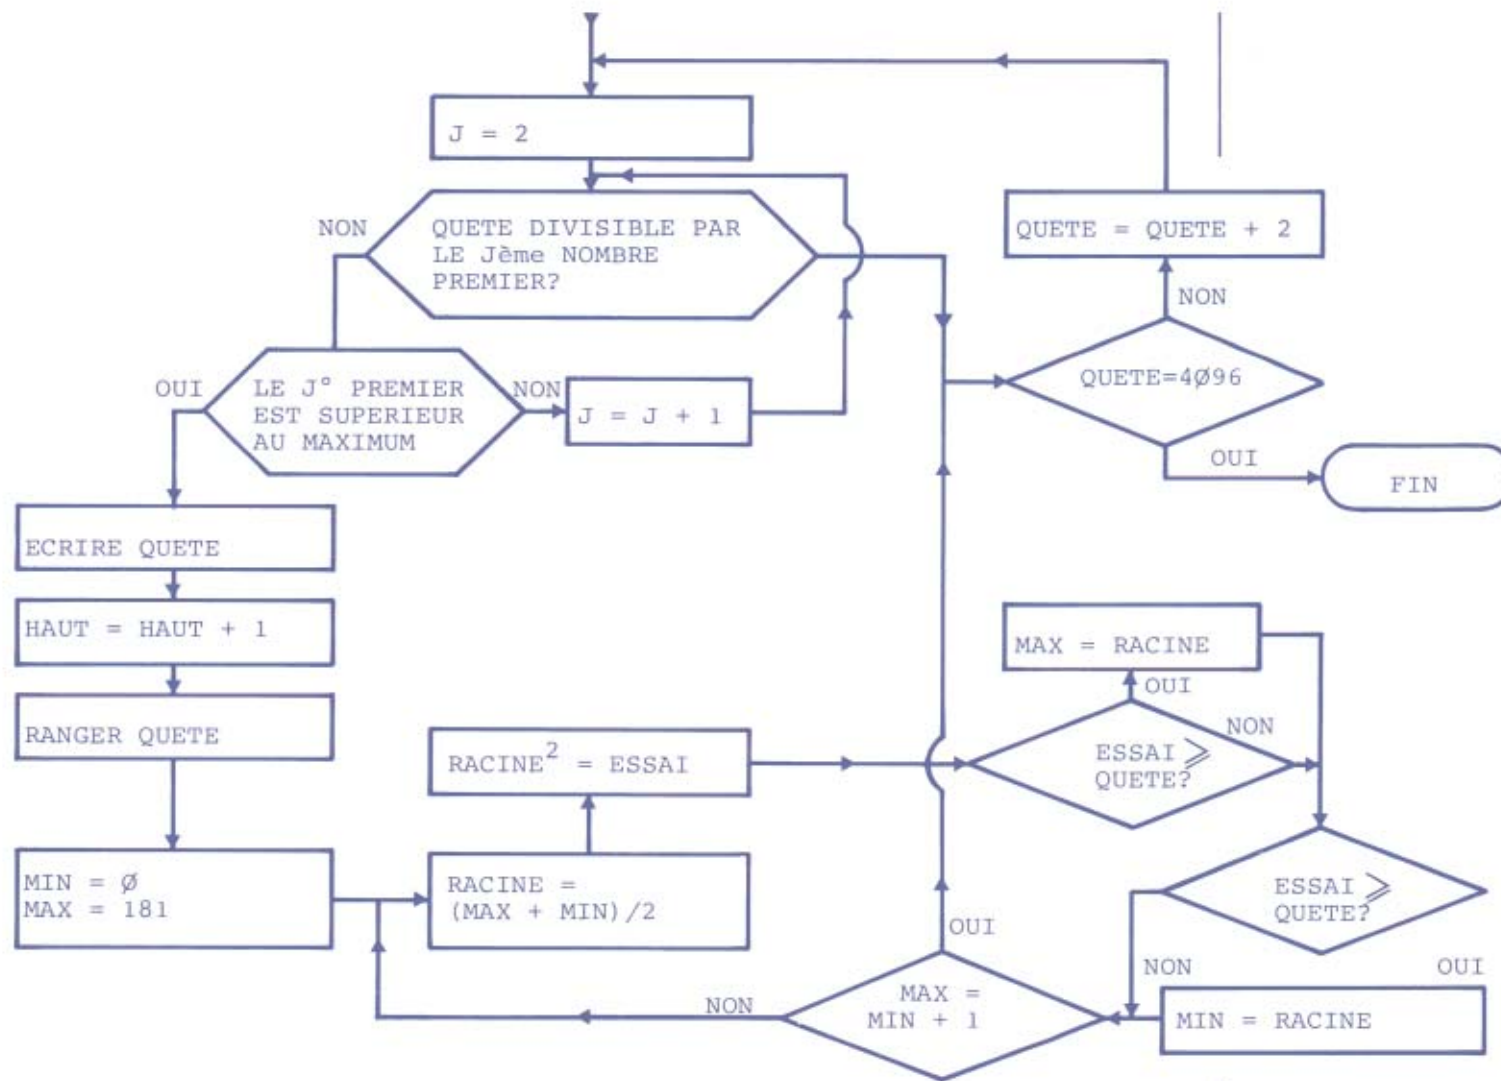 J = 2
NON
QUETE DIVISIBLE PAR
LE Jème NOMBRE
PREMIER?
QUETE = QUETE + 2
NON
QUETE=4Ø96
OUI
FIN
OUI
LE J° PREMIER
EST SUPERIEUR
AU MAXIMUM
NON
J = J + 1
ECRIRE QUETE
HAUT = HAUT + 1
RANGER QUETE
MIN = Ø
MAX = 181
RACINE² = ESSAI
RACINE =
(MAX + MIN)/2
MAX = RACINE
OUI
NON
ESSAI ⩾
QUETE?
ESSAI ⩾
QUETE?
NON
OUI
MIN = RACINE
OUI
MAX =
MIN + 1
NON